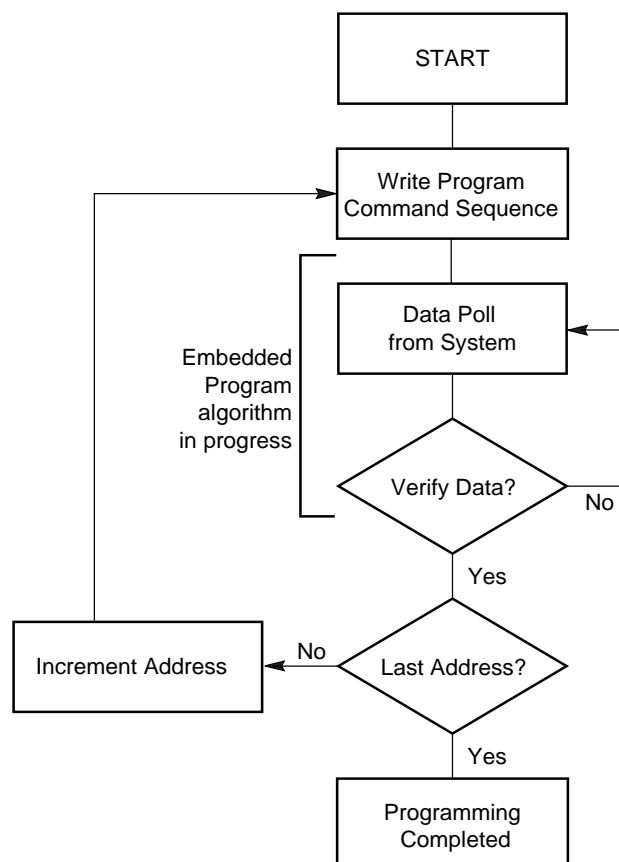 START
Write Program
Command Sequence
Data Poll
from System
Embedded
Program
algorithm
in progress
Verify Data?
No
Yes
Increment Address
No
Last Address?
Yes
Programming
Completed